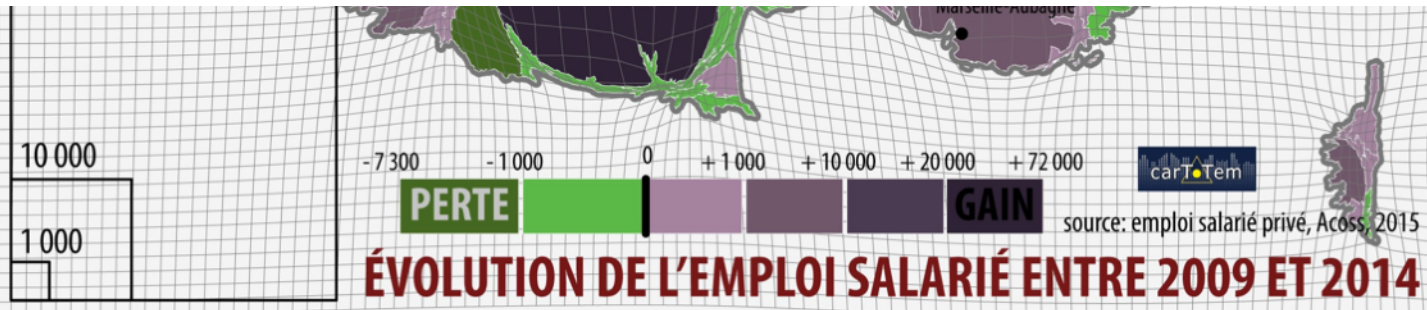 Marseille-Aubagne
10 000
1 000
-7 300 -1 000 0 +1 000 +10 000 +20 000 +72 000
PERTE GAIN
carToTem
source: emploi salarié privé, Acoss, 2015
ÉVOLUTION DE L'EMPLOI SALARIÉ ENTRE 2009 ET 2014